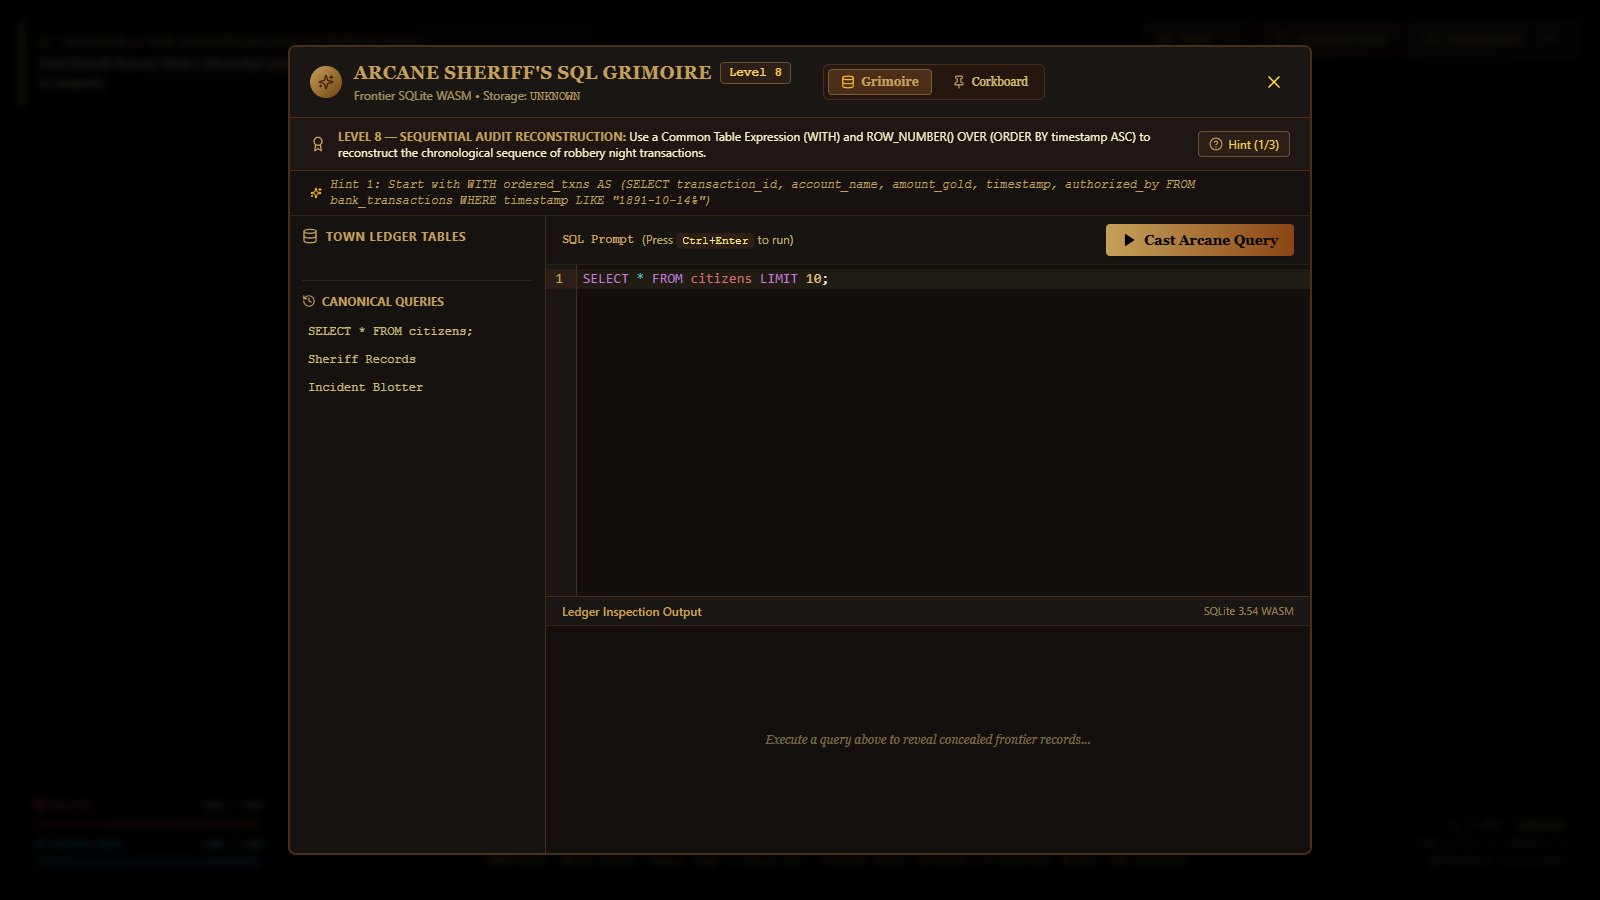 ARCANE SHERIFF'S SQL GRIMOIRE Level 8
Frontier SQLite WASM • Storage: UNKNOWN
Grimoire Corkboard
LEVEL 8 — SEQUENTIAL AUDIT RECONSTRUCTION: Use a Common Table Expression (WITH) and ROW_NUMBER() OVER (ORDER BY timestamp ASC) to
reconstruct the chronological sequence of robbery night transactions.
Hint (1/3)
Hint 1: Start with WITH ordered_txns AS (SELECT transaction_id, account_name, amount_gold, timestamp, authorized_by FROM
bank_transactions WHERE timestamp LIKE "1891-10-14%")
TOWN LEDGER TABLES
CANONICAL QUERIES
SELECT * FROM citizens;
Sheriff Records
Incident Blotter
SQL Prompt (Press Ctrl+Enter to run)
Cast Arcane Query
1 SELECT * FROM citizens LIMIT 10;
Ledger Inspection Output
SQLite 3.54 WASM
Execute a query above to reveal concealed frontier records...